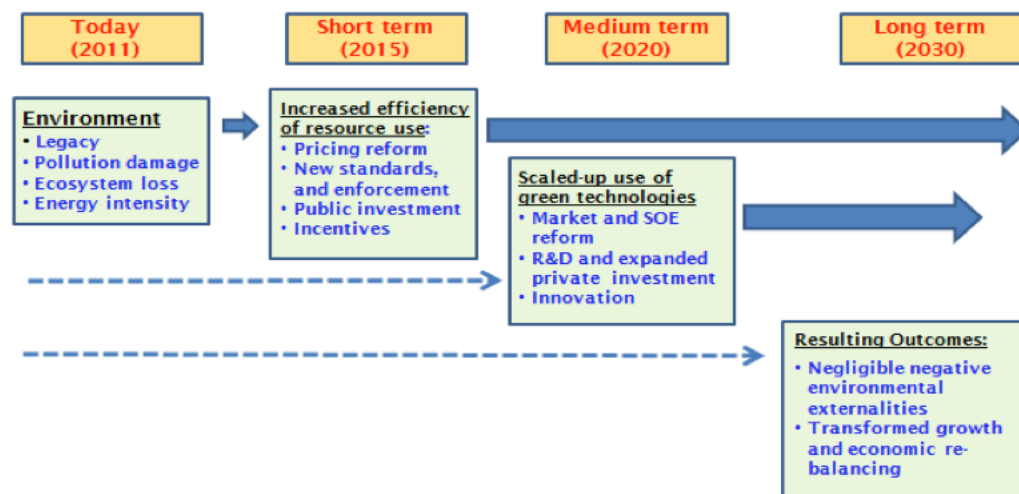 Today
(2011)
Short term
(2015)
Medium term
(2020)
Long term
(2030)
Environment
• Legacy
• Pollution damage
• Ecosystem loss
• Energy intensity
Increased efficiency
of resource use:
• Pricing reform
• New standards,
and enforcement
• Public investment
• Incentives
Scaled-up use of
green technologies
• Market and SOE
reform
• R&D and expanded
private investment
• Innovation
Resulting Outcomes:
• Negligible negative
environmental
externalities
• Transformed growth
and economic re-
balancing